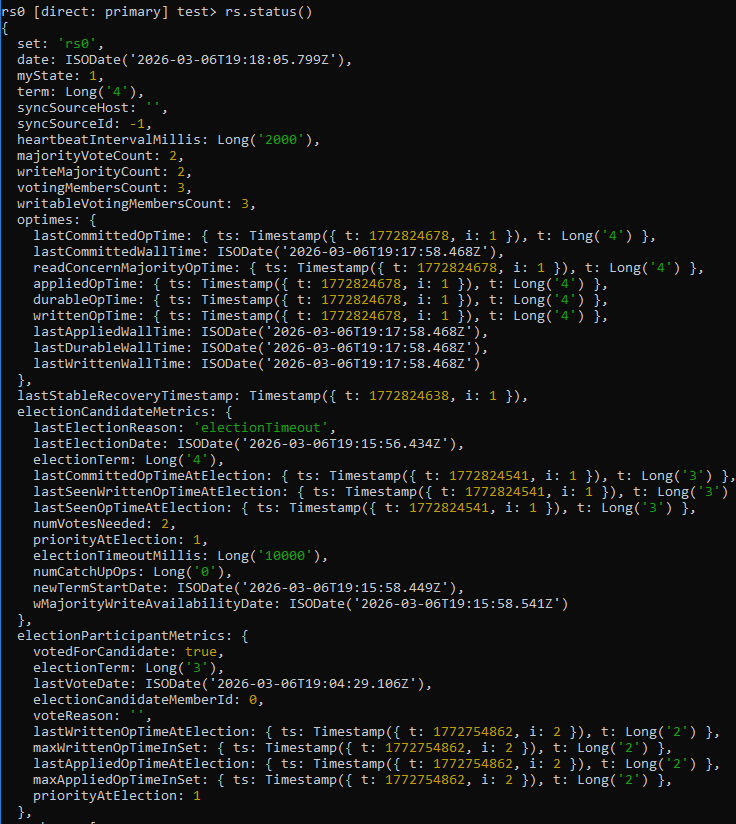 rs0 [direct: primary] test> rs.status()
{
  set: 'rs0',
  date: ISODate('2026-03-06T19:18:05.799Z'),
  myState: 1,
  term: Long('4'),
  syncSourceHost: '',
  syncSourceId: -1,
  heartbeatIntervalMillis: Long('2000'),
  majorityVoteCount: 2,
  writeMajorityCount: 2,
  votingMembersCount: 3,
  writableVotingMembersCount: 3,
  optimes: {
    lastCommittedOpTime: { ts: Timestamp({ t: 1772824678, i: 1 }), t: Long('4') },
    lastCommittedWallTime: ISODate('2026-03-06T19:17:58.468Z'),
    readConcernMajorityOpTime: { ts: Timestamp({ t: 1772824678, i: 1 }), t: Long('4') },
    appliedOpTime: { ts: Timestamp({ t: 1772824678, i: 1 }), t: Long('4') },
    durableOpTime: { ts: Timestamp({ t: 1772824678, i: 1 }), t: Long('4') },
    writtenOpTime: { ts: Timestamp({ t: 1772824678, i: 1 }), t: Long('4') },
    lastAppliedWallTime: ISODate('2026-03-06T19:17:58.468Z'),
    lastDurableWallTime: ISODate('2026-03-06T19:17:58.468Z'),
    lastWrittenWallTime: ISODate('2026-03-06T19:17:58.468Z')
  },
  lastStableRecoveryTimestamp: Timestamp({ t: 1772824638, i: 1 }),
  electionCandidateMetrics: {
    lastElectionReason: 'electionTimeout',
    lastElectionDate: ISODate('2026-03-06T19:15:56.434Z'),
    electionTerm: Long('4'),
    lastCommittedOpTimeAtElection: { ts: Timestamp({ t: 1772824541, i: 1 }), t: Long('3') },
    lastSeenWrittenOpTimeAtElection: { ts: Timestamp({ t: 1772824541, i: 1 }), t: Long('3')
    lastSeenOpTimeAtElection: { ts: Timestamp({ t: 1772824541, i: 1 }), t: Long('3') },
    numVotesNeeded: 2,
    priorityAtElection: 1,
    electionTimeoutMillis: Long('10000'),
    numCatchUpOps: Long('0'),
    newTermStartDate: ISODate('2026-03-06T19:15:58.449Z'),
    wMajorityWriteAvailabilityDate: ISODate('2026-03-06T19:15:58.541Z')
  },
  electionParticipantMetrics: {
    votedForCandidate: true,
    electionTerm: Long('3'),
    lastVoteDate: ISODate('2026-03-06T19:04:29.106Z'),
    electionCandidateMemberId: 0,
    voteReason: '',
    lastWrittenOpTimeAtElection: { ts: Timestamp({ t: 1772754862, i: 2 }), t: Long('2') },
    maxWrittenOpTimeInSet: { ts: Timestamp({ t: 1772754862, i: 2 }), t: Long('2') },
    lastAppliedOpTimeAtElection: { ts: Timestamp({ t: 1772754862, i: 2 }), t: Long('2') },
    maxAppliedOpTimeInSet: { ts: Timestamp({ t: 1772754862, i: 2 }), t: Long('2') },
    priorityAtElection: 1
  },